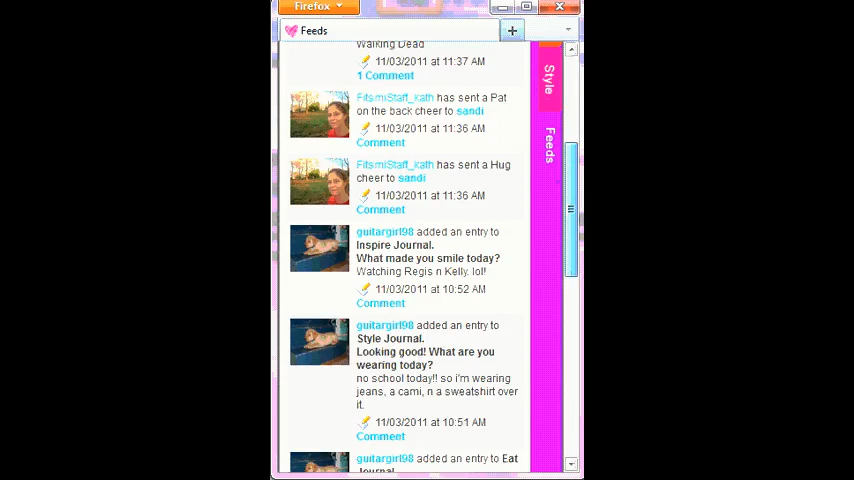 Firefox
Feeds
Walking Dead
11/03/2011 at 11:37 AM
1 Comment
FitsmiStaff_kath has sent a Pat
on the back cheer to sandi
11/03/2011 at 11:36 AM
Comment
FitsmiStaff_kath has sent a Hug
cheer to sandi
11/03/2011 at 11:36 AM
Comment
guitargirl98 added an entry to
Inspire Journal.
What made you smile today?
Watching Regis n Kelly. lol!
11/03/2011 at 10:52 AM
Comment
guitargirl98 added an entry to
Style Journal.
Looking good! What are you
wearing today?
no school today!! so i'm wearing
jeans, a cami, n a sweatshirt over
it.
11/03/2011 at 10:51 AM
Comment
guitargirl98 added an entry to Eat
Journal.
Style
Feeds